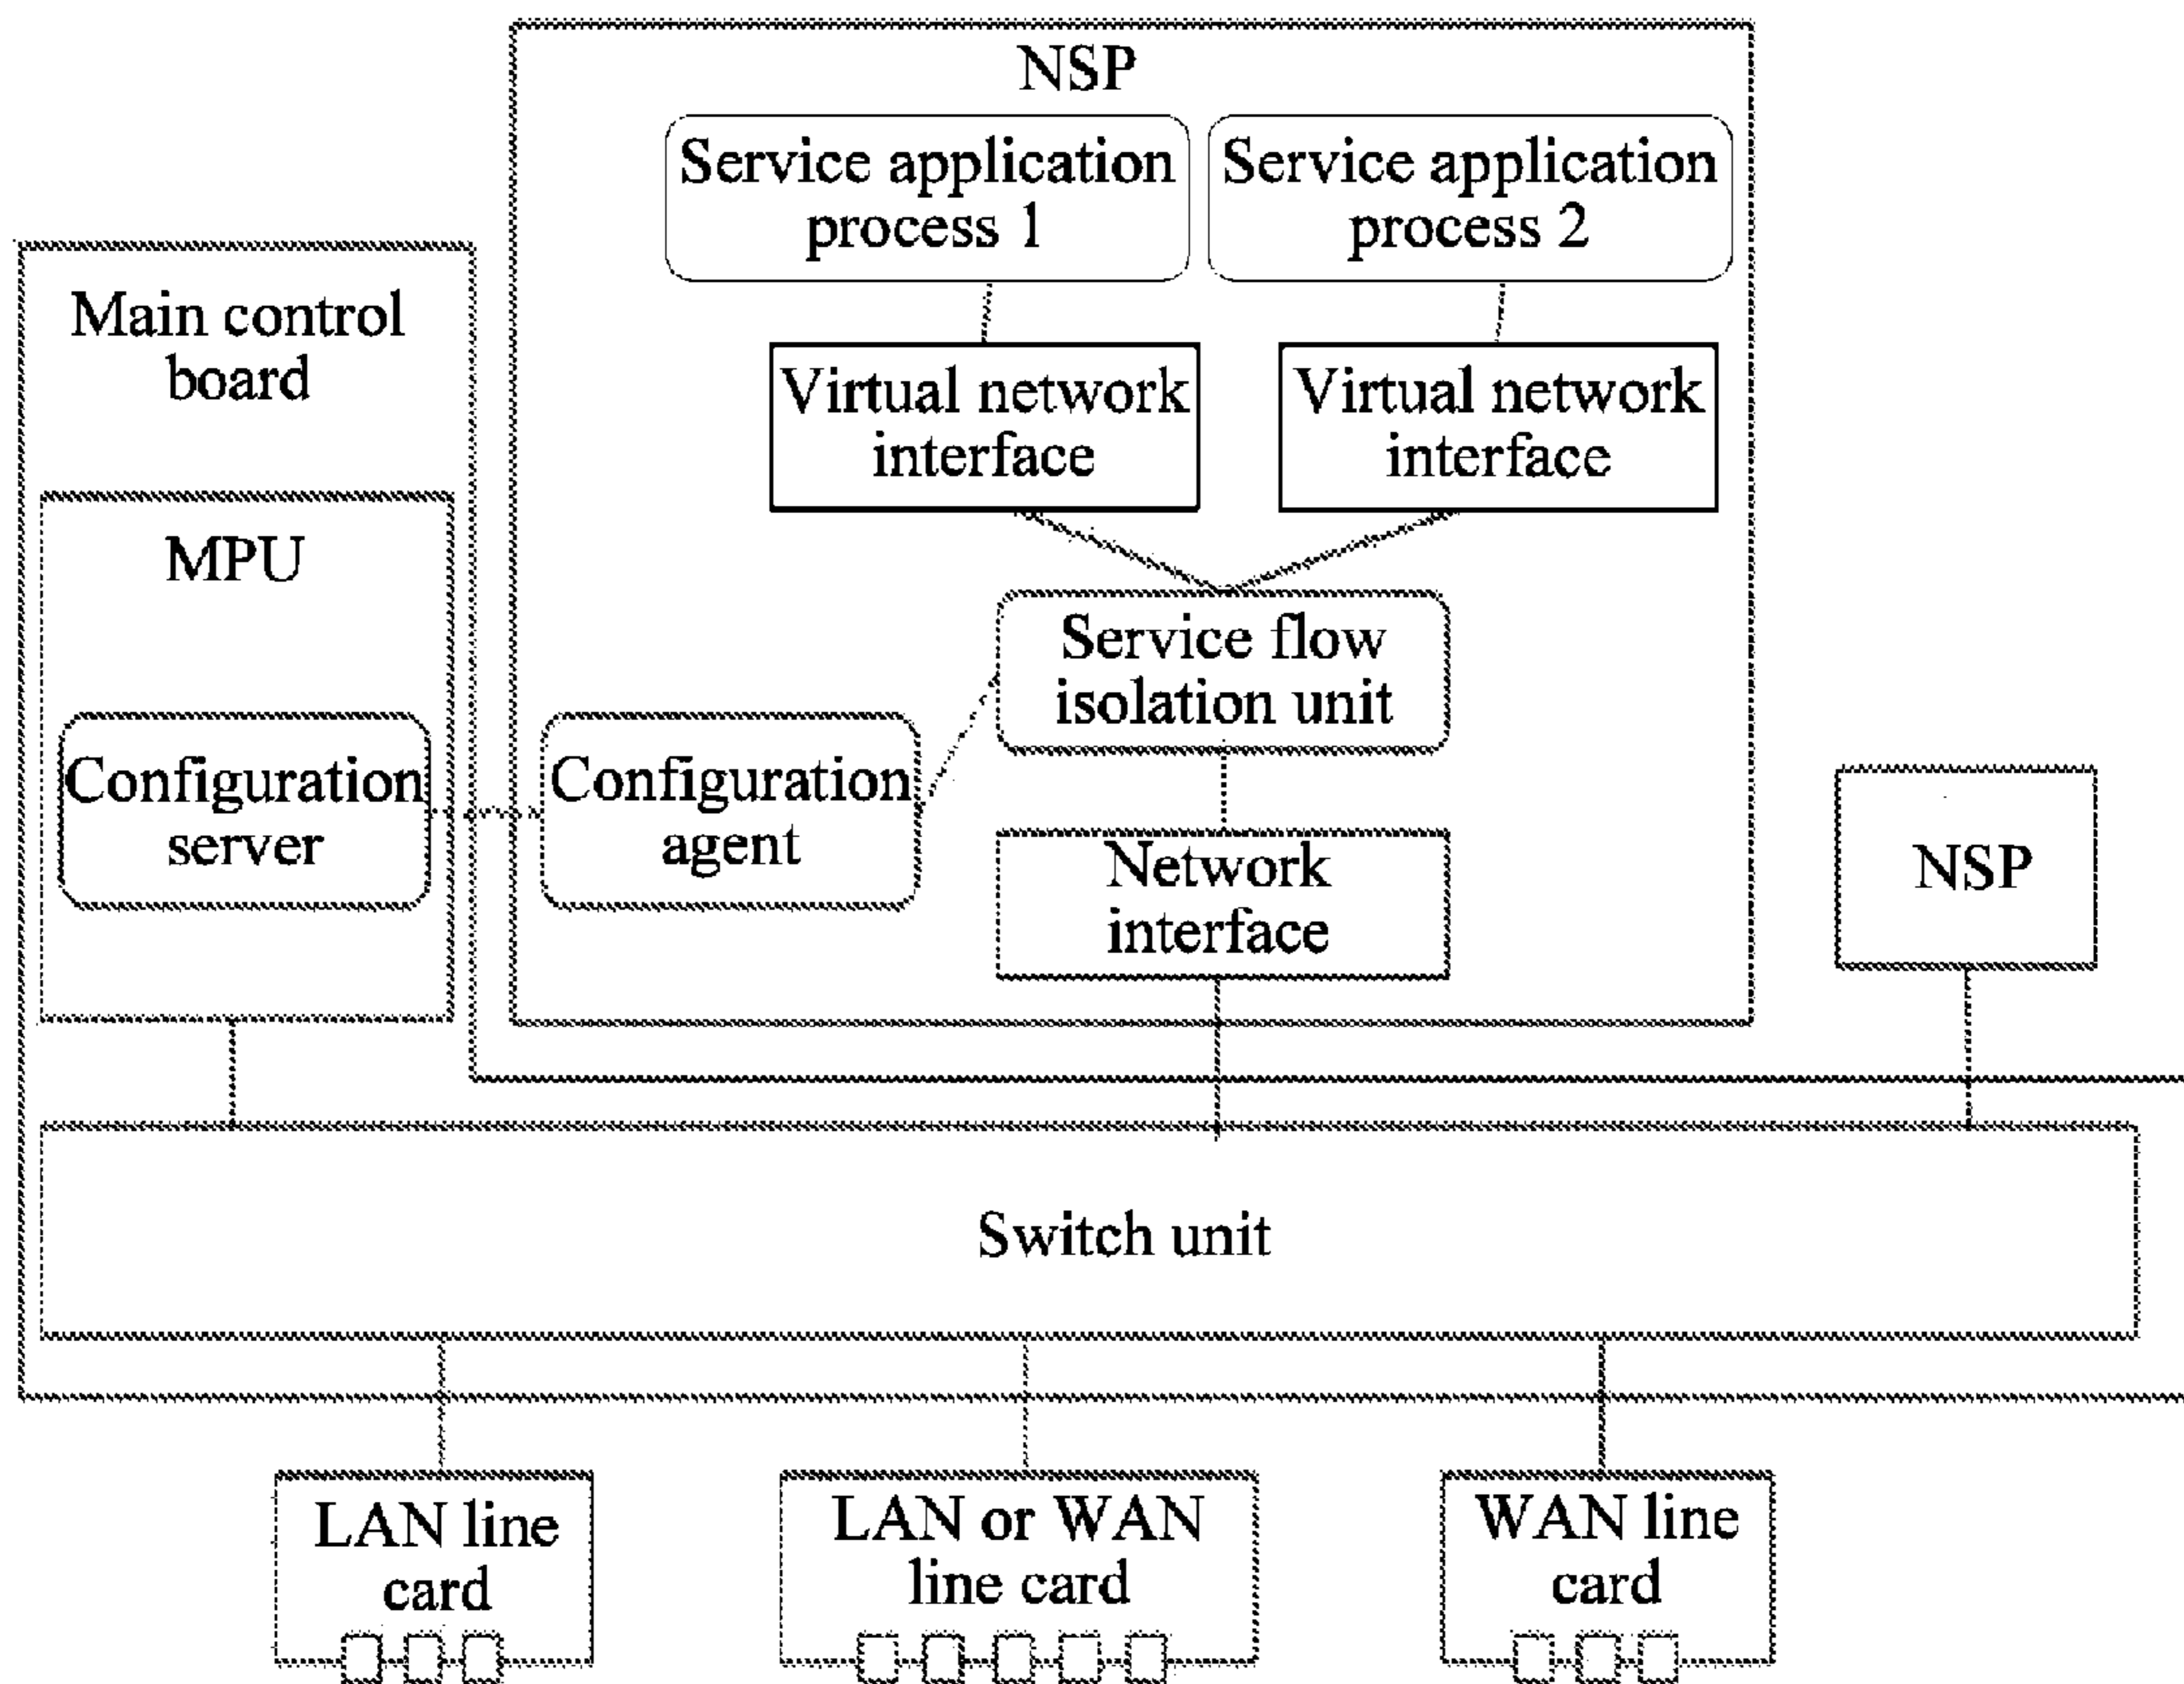 NSP
Service application
process 1
Service application
process 2
Main control
board
Virtual network
interface
Virtual network
interface
MPU
Service flow
isolation unit
Configuration
server
Configuration
agent
Network
interface
NSP
Switch unit
LAN line
card
LAN or WAN
line card
WAN line
card